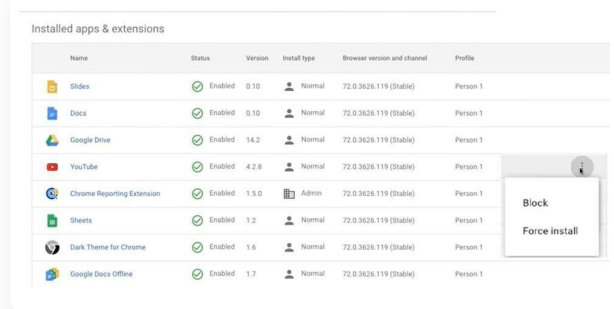 Installed apps & extensions
Name Status Version Install type Browser version and channel Profile
Slides Enabled 0.10 Normal 72.0.3626.119 (Stable) Person 1
Docs Enabled 0.10 Normal 72.0.3626.119 (Stable) Person 1
Google Drive Enabled 14.2 Normal 72.0.3626.119 (Stable) Person 1
YouTube Enabled 4.2.8 Normal 72.0.3626.119 (Stable) Person 1
Chrome Reporting Extension Enabled 1.5.0 Admin 72.0.3626.119 (Stable) Person 1
Block
Sheets Enabled 1.2 Normal 72.0.3626.119 (Stable) Person 1
Force install
Dark Theme for Chrome Enabled 1.6 Normal 72.0.3626.119 (Stable) Person 1
Google Docs Offline Enabled 1.7 Normal 72.0.3626.119 (Stable) Person 1